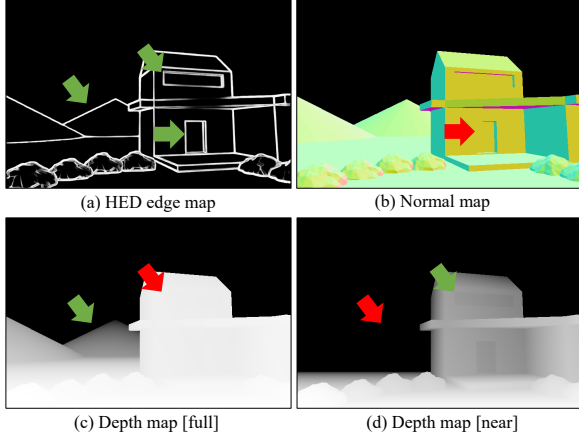 (a) HED edge map
(b) Normal map
(c) Depth map [full]
(d) Depth map [near]